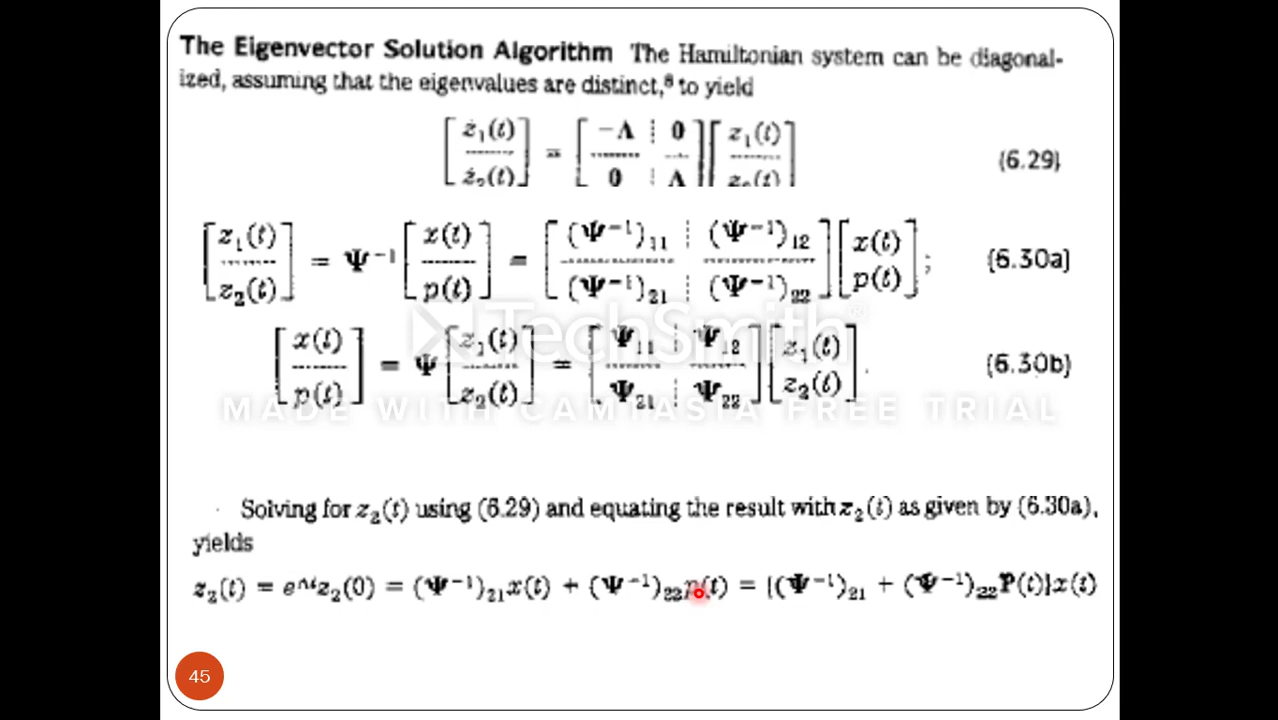 The Eigenvector Solution Algorithm The Hamiltonian system can be diagonal-
ized, assuming that the eigenvalues are distinct,⁸ to yield
[ż₁(t) / ż₂(t)] = [−Λ ⋮ 0 / 0 ⋮ Λ] [z₁(t) / z₂(t)] (6.29)
[z₁(t) / z₂(t)] = Ψ⁻¹ [x(t) / p(t)] = [(Ψ⁻¹)₁₁ ⋮ (Ψ⁻¹)₁₂ / (Ψ⁻¹)₂₁ ⋮ (Ψ⁻¹)₂₂] [x(t) / p(t)]; (6.30a)
TechSmith®
[x(t) / p(t)] = Ψ [z₁(t) / z₂(t)] = [Ψ₁₁ ⋮ Ψ₁₂ / Ψ₂₁ ⋮ Ψ₂₂] [z₁(t) / z₂(t)]. (6.30b)
MADE WITH CAMTASIA FREE TRIAL
Solving for z₂(t) using (6.29) and equating the result with z₂(t) as given by (6.30a),
yields
z₂(t) = e^Λt z₂(0) = (Ψ⁻¹)₂₁x(t) + (Ψ⁻¹)₂₂p(t) = [(Ψ⁻¹)₂₁ + (Ψ⁻¹)₂₂P(t)]x(t)
45